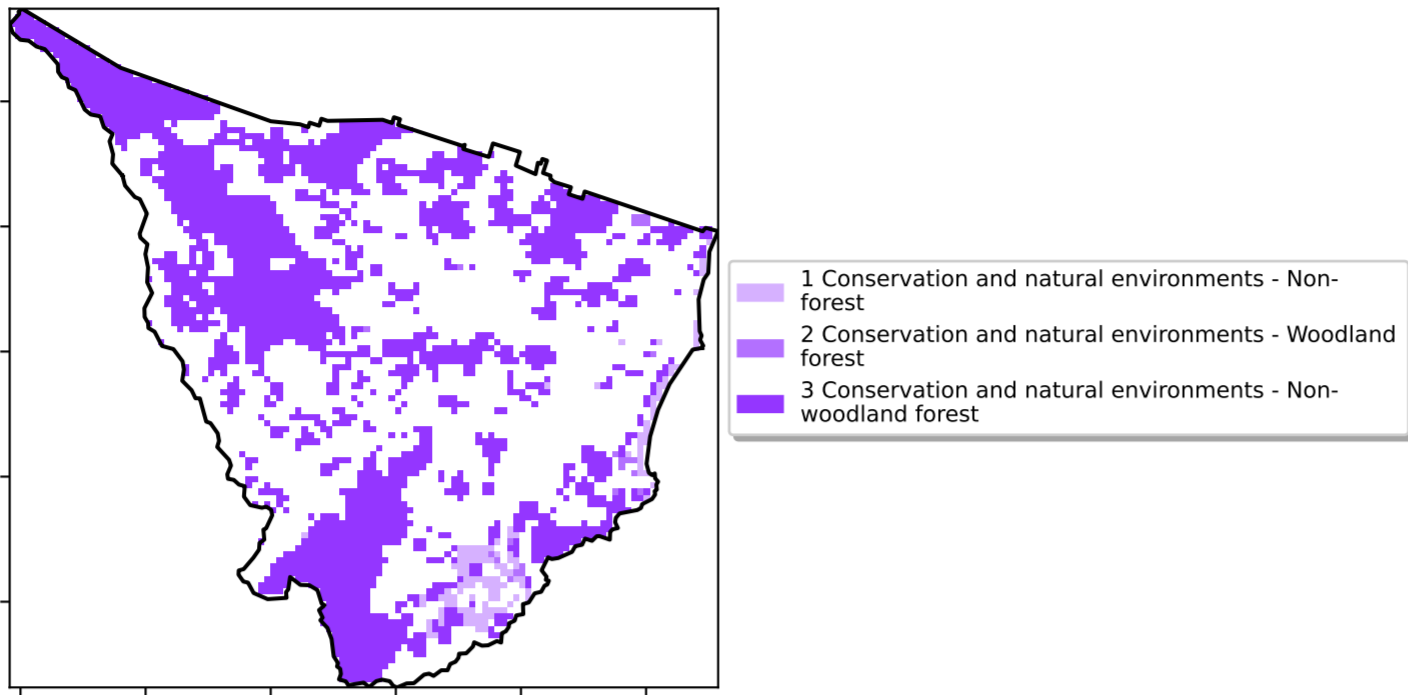 1 Conservation and natural environments - Non-
forest
2 Conservation and natural environments - Woodland
forest
3 Conservation and natural environments - Non-
woodland forest